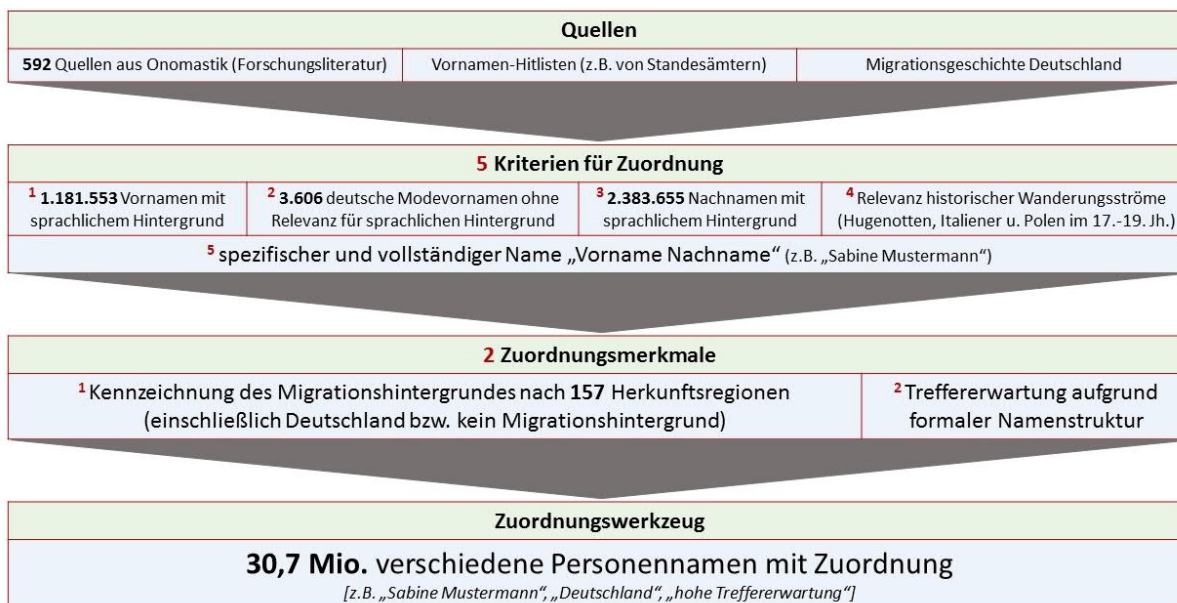 Quellen
592 Quellen aus Onomastik (Forschungsliteratur)
Vornamen-Hitlisten (z.B. von Standesämtern)
Migrationsgeschichte Deutschland
5 Kriterien für Zuordnung
1 1.181.553 Vornamen mit
sprachlichem Hintergrund
2 3.606 deutsche Modevornamen ohne
Relevanz für sprachlichen Hintergrund
3 2.383.655 Nachnamen mit
sprachlichem Hintergrund
4 Relevanz historischer Wanderungsströme
(Hugenotten, Italiener u. Polen im 17.-19. Jh.)
5 spezifischer und vollständiger Name „Vorname Nachname“ (z.B. „Sabine Mustermann“)
2 Zuordnungsmerkmale
1 Kennzeichnung des Migrationshintergrundes nach 157 Herkunftsregionen
(einschließlich Deutschland bzw. kein Migrationshintergrund)
2 Treffererwartung aufgrund
formaler Namenstruktur
Zuordnungswerkzeug
30,7 Mio. verschiedene Personennamen mit Zuordnung
[z.B. „Sabine Mustermann“, „Deutschland“, „hohe Treffererwartung“]